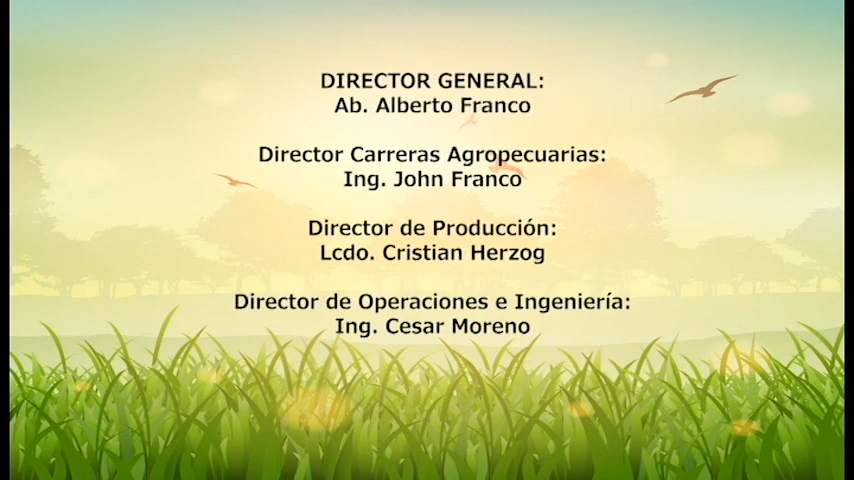 DIRECTOR GENERAL:
Ab. Alberto Franco
Director Carreras Agropecuarias:
Ing. John Franco
Director de Producción:
Lcdo. Cristian Herzog
Director de Operaciones e Ingeniería:
Ing. Cesar Moreno